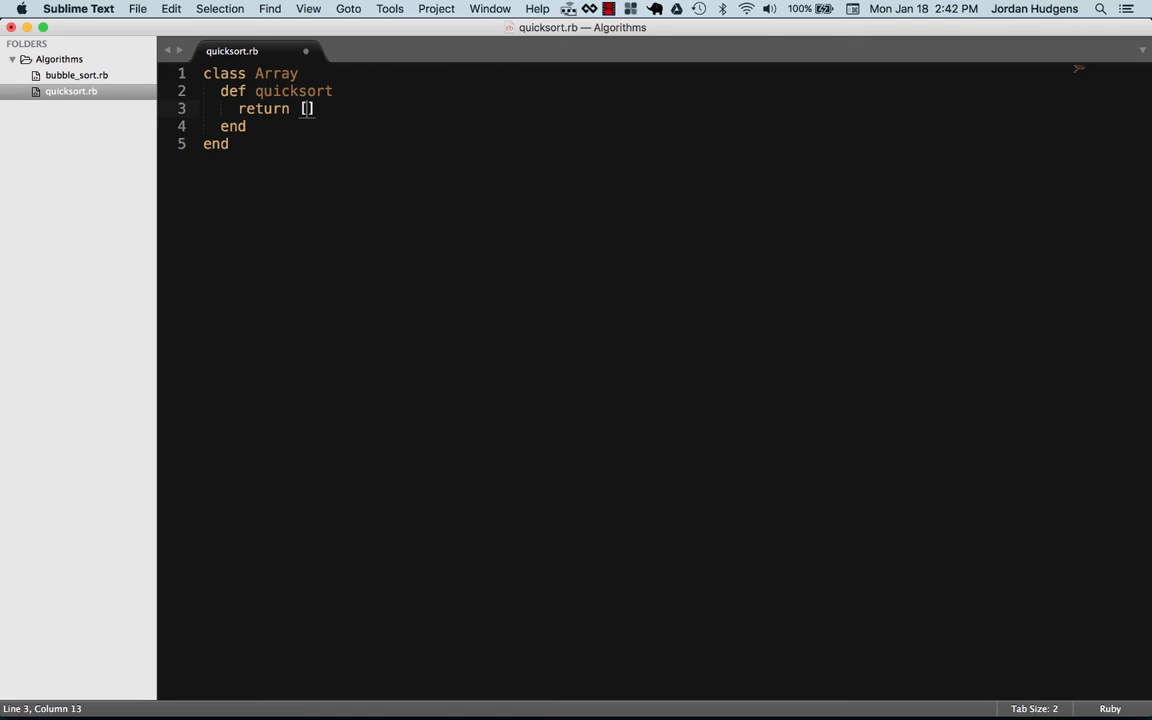 Sublime Text File Edit Selection Find View Goto Tools Project Window Help 100% Mon Jan 18 2:42 PM Jordan Hudgens
quicksort.rb — Algorithms
FOLDERS
Algorithms
bubble_sort.rb
quicksort.rb
quicksort.rb
1 class Array
2 def quicksort
3 return []
4 end
5 end
Line 3, Column 13 Tab Size: 2 Ruby